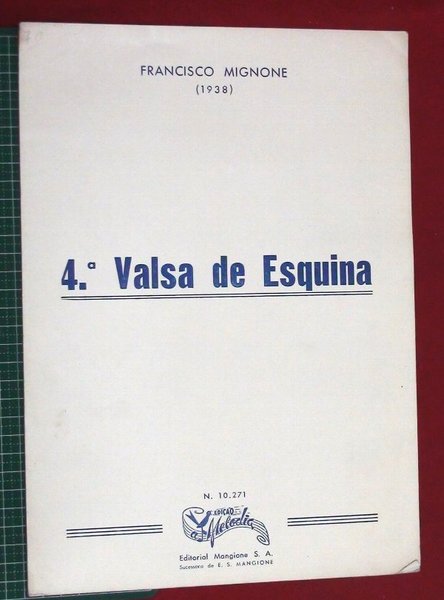 FRANCISCO MIGNONE
(1938)
4.ª Valsa de Esquina
N. 10.271
EDIÇÃO
A Melodia
Editorial Mangione S. A.
Sucessora de E. S. MANGIONE